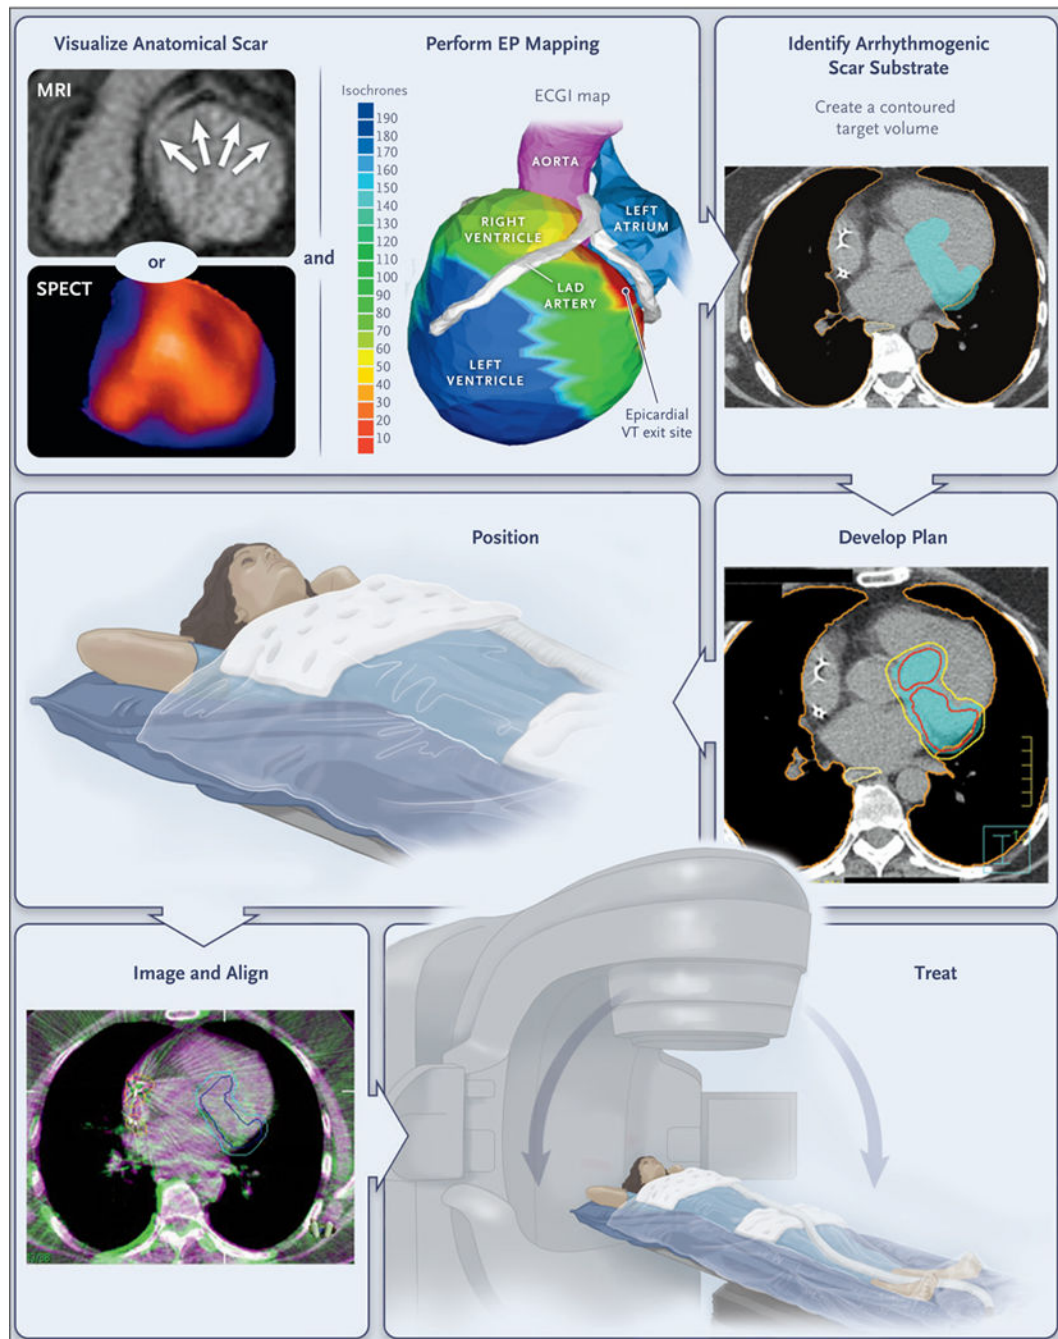 Visualize Anatomical Scar
MRI
or
SPECT
and
Perform EP Mapping
Isochrones
190
180
170
160
150
140
130
120
110
100
90
80
70
60
50
40
30
20
10
ECGI map
AORTA
LEFT
ATRIUM
RIGHT
VENTRICLE
LAD
ARTERY
LEFT
VENTRICLE
Epicardial
VT exit site
Identify Arrhythmogenic
Scar Substrate
Create a contoured
target volume
Develop Plan
Position
Image and Align
Treat